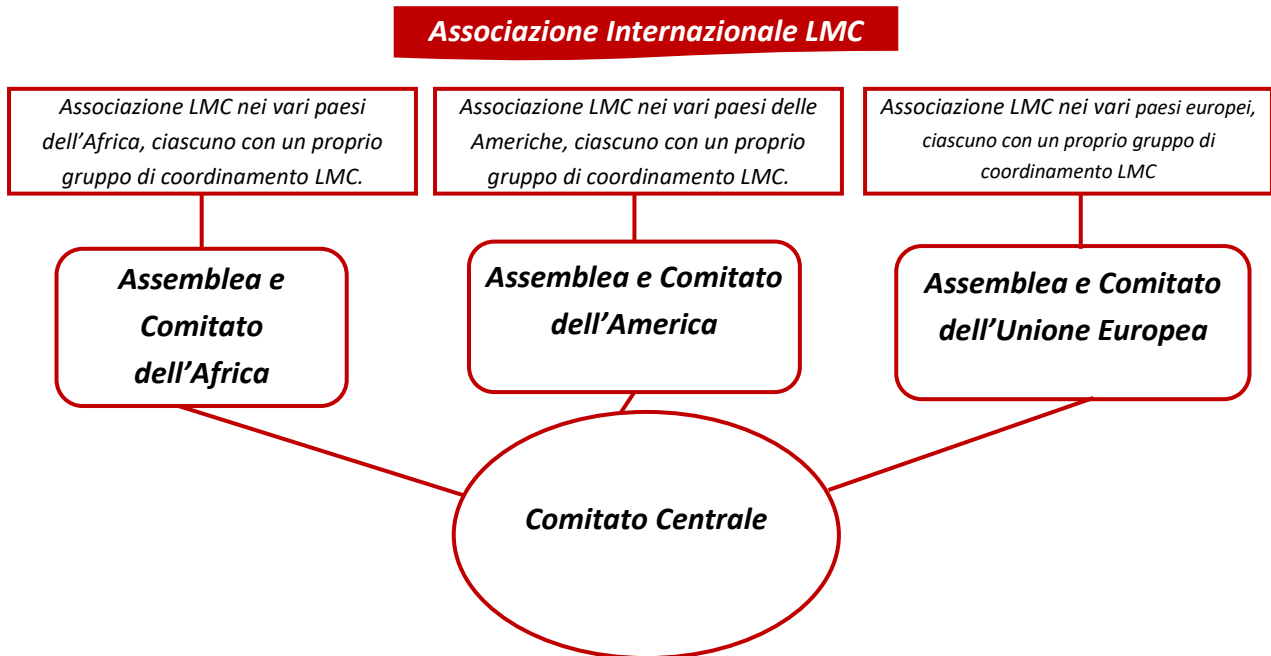 Associazione Internazionale LMC
Associazione LMC nei vari paesi
dell’Africa, ciascuno con un proprio
gruppo di coordinamento LMC.
Associazione LMC nei vari paesi delle
Americhe, ciascuno con un proprio
gruppo di coordinamento LMC.
Associazione LMC nei vari paesi europei,
ciascuno con un proprio gruppo di
coordinamento LMC
Assemblea e
Comitato
dell’Africa
Assemblea e Comitato
dell’America
Assemblea e Comitato
dell’Unione Europea
Comitato Centrale